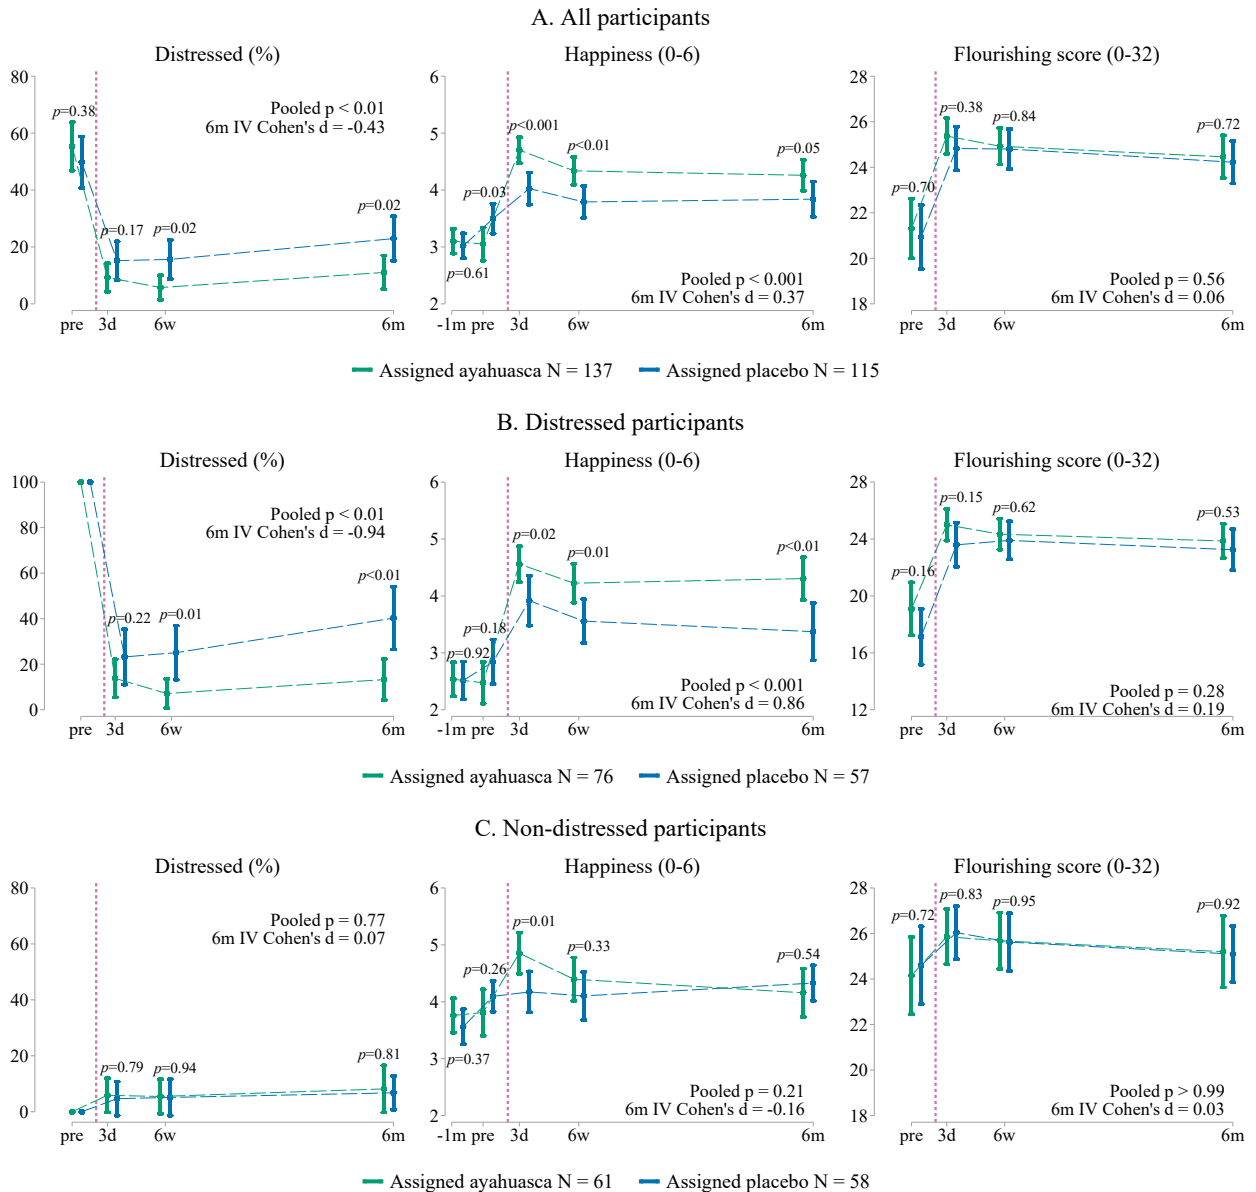 A. All participants
Distressed (%)
80
60
40
20
0
p=0.38
p=0.17
p=0.02
p=0.02
Pooled p < 0.01
6m IV Cohen's d = -0.43
pre 3d 6w 6m
Happiness (0-6)
6
5
4
3
2
p=0.61
p=0.03
p<0.001
p<0.01
p=0.05
Pooled p < 0.001
6m IV Cohen's d = 0.37
-1m pre 3d 6w 6m
Flourishing score (0-32)
28
26
24
22
20
18
p=0.70
p=0.38
p=0.84
p=0.72
Pooled p = 0.56
6m IV Cohen's d = 0.06
pre 3d 6w 6m
Assigned ayahuasca N = 137 Assigned placebo N = 115
B. Distressed participants
Distressed (%)
100
80
60
40
20
0
p=0.22
p=0.01
p<0.01
Pooled p < 0.01
6m IV Cohen's d = -0.94
pre 3d 6w 6m
Happiness (0-6)
6
5
4
3
2
p=0.92
p=0.18
p=0.02
p=0.01
p<0.01
Pooled p < 0.001
6m IV Cohen's d = 0.86
-1m pre 3d 6w 6m
Flourishing score (0-32)
28
24
20
16
12
p=0.16
p=0.15
p=0.62
p=0.53
Pooled p = 0.28
6m IV Cohen's d = 0.19
pre 3d 6w 6m
Assigned ayahuasca N = 76 Assigned placebo N = 57
C. Non-distressed participants
Distressed (%)
80
60
40
20
0
p=0.79
p=0.94
p=0.81
Pooled p = 0.77
6m IV Cohen's d = 0.07
pre 3d 6w 6m
Happiness (0-6)
6
5
4
3
2
p=0.37
p=0.26
p=0.01
p=0.33
p=0.54
Pooled p = 0.21
6m IV Cohen's d = -0.16
-1m pre 3d 6w 6m
Flourishing score (0-32)
28
26
24
22
20
18
p=0.72
p=0.83
p=0.95
p=0.92
Pooled p > 0.99
6m IV Cohen's d = 0.03
pre 3d 6w 6m
Assigned ayahuasca N = 61 Assigned placebo N = 58